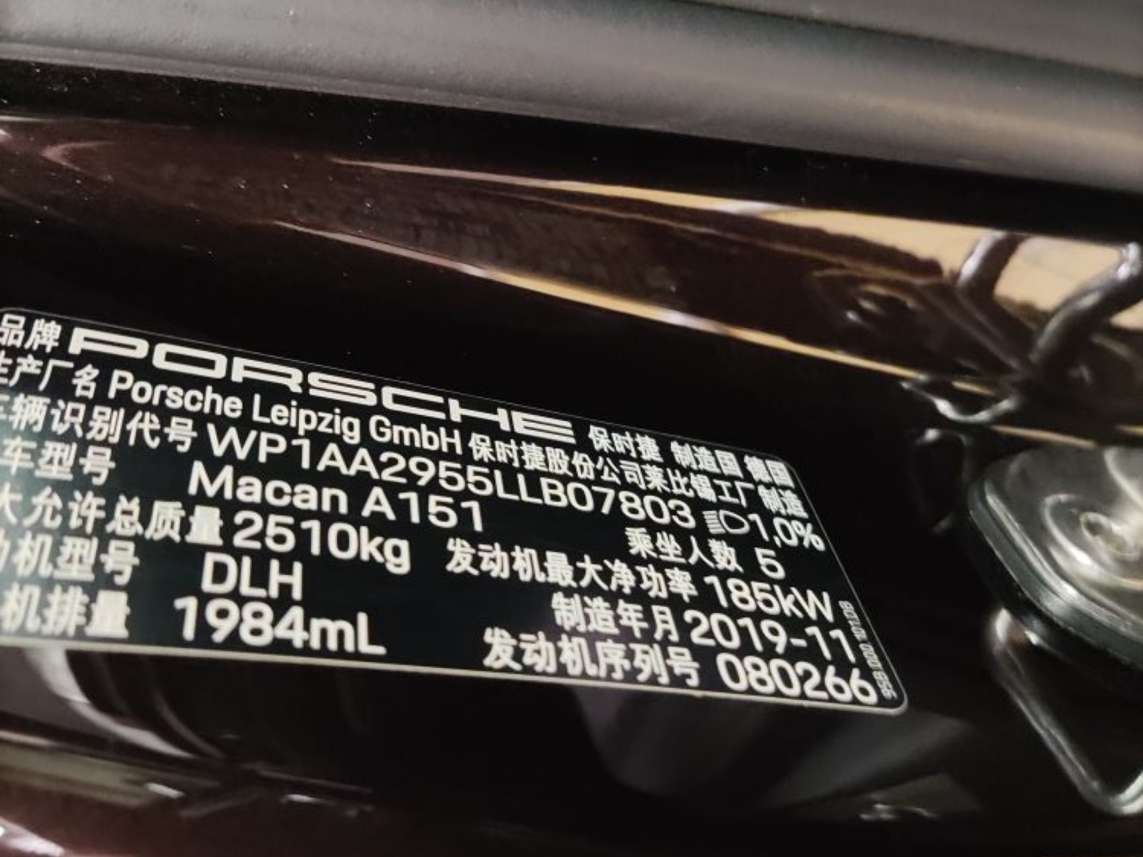 品牌 PORSCHE 保时捷 制造国 德国
生产厂名 Porsche Leipzig GmbH 保时捷股份公司莱比锡工厂制造
车辆识别代号 WP1AA2955LLB07803 1,0%
车型号 Macan A151 乘坐人数 5
大允许总质量 2510kg 发动机最大净功率 185kW
动机型号 DLH 制造年月 2019-11
机排量 1984mL 发动机序列号 080266